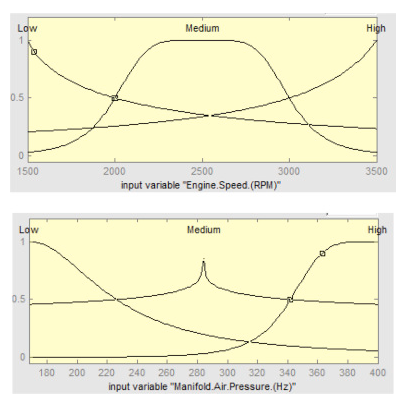 Low Medium High
1
0.5
0
1500 2000 2500 3000 3500
input variable "Engine.Speed.(RPM)"
Low Medium High
1
0.5
0
180 200 220 240 260 280 300 320 340 360 380 400
input variable "Manifold.Air.Pressure.(Hz)"